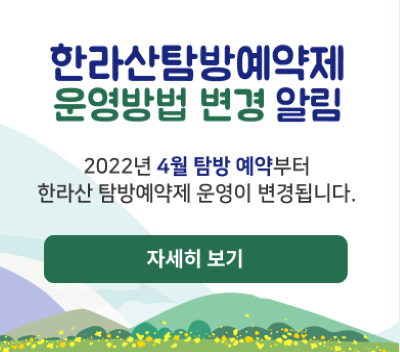 한라산탐방예약제
운영방법 변경 알림
2022년 4월 탐방 예약부터
한라산 탐방예약제 운영이 변경됩니다.
자세히 보기